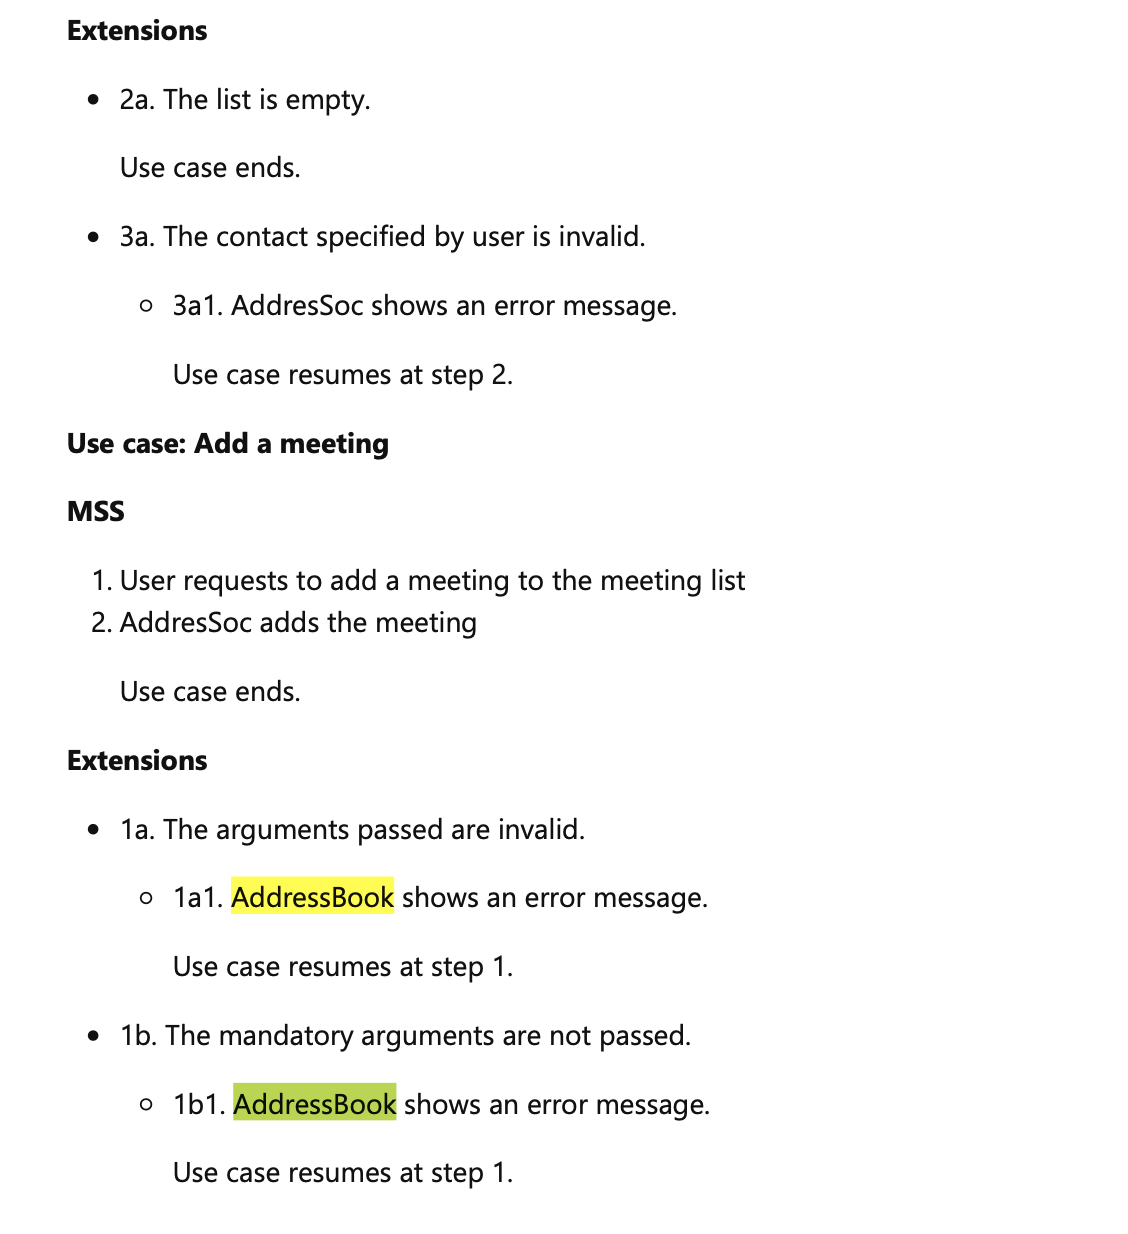 Extensions
• 2a. The list is empty.
Use case ends.
• 3a. The contact specified by user is invalid.
○ 3a1. AddresSoc shows an error message.
Use case resumes at step 2.
Use case: Add a meeting
MSS
1. User requests to add a meeting to the meeting list
2. AddresSoc adds the meeting
Use case ends.
Extensions
• 1a. The arguments passed are invalid.
○ 1a1. AddressBook shows an error message.
Use case resumes at step 1.
• 1b. The mandatory arguments are not passed.
○ 1b1. AddressBook shows an error message.
Use case resumes at step 1.